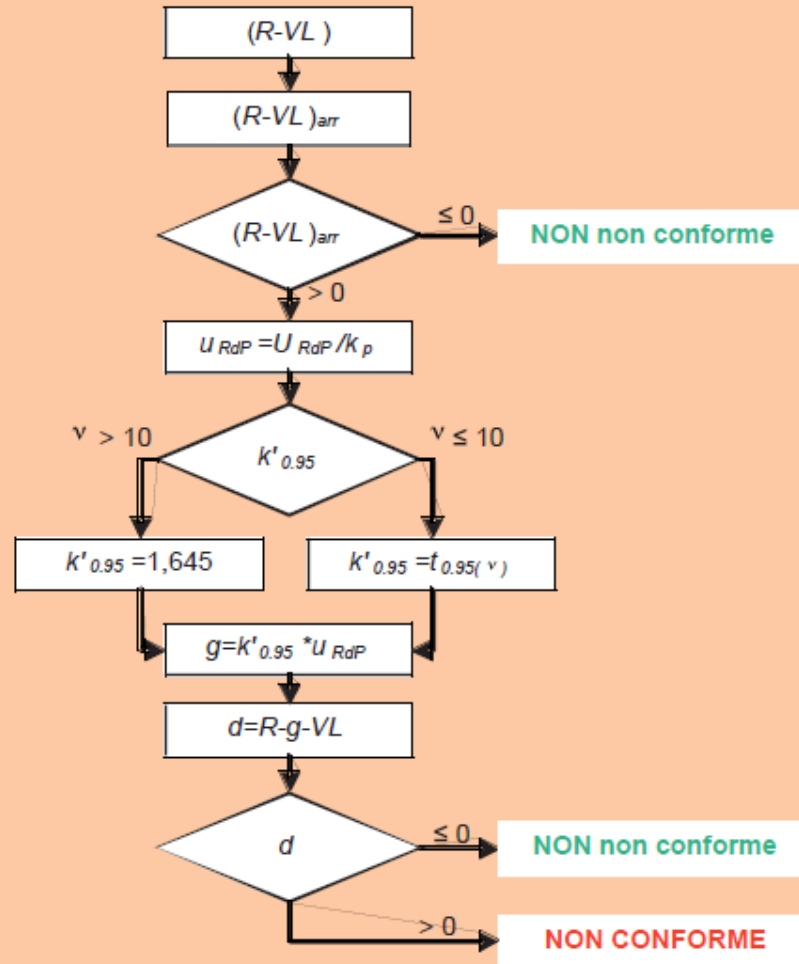 (R-VL )
(R-VL )arr
(R-VL )arr
≤ 0
NON non conforme
> 0
u RdP =U RdP /k p
ν > 10
ν ≤ 10
k' 0.95
k' 0.95 =1,645
k' 0.95 =t 0.95( ν )
g=k' 0.95 *u RdP
d=R-g-VL
d
≤ 0
NON non conforme
> 0
NON CONFORME